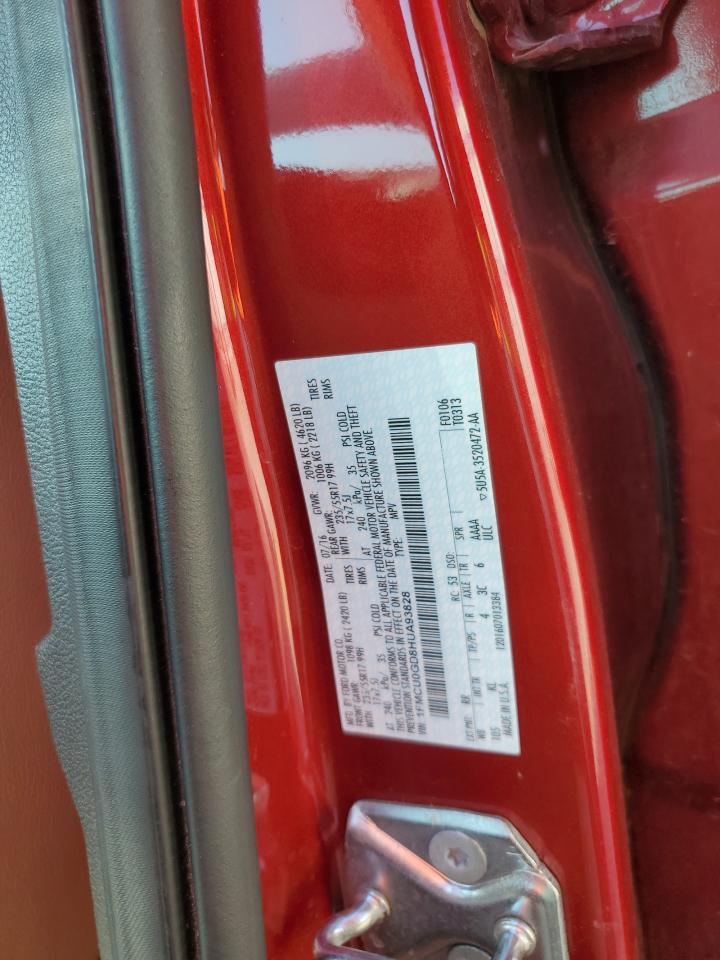 MFD. BY FORD MOTOR CO.
DATE: 07/16 GVWR: 2096 KG ( 4620 LB)
FRONT GAWR: 1098 KG ( 2420 LB) REAR GAWR: 1006 KG ( 2218 LB)
WITH 235/55R17 99H TIRES WITH 235/55R17 99H TIRES
17x7.5J RIMS 17x7.5J RIMS
AT 240 kPa/ 35 PSI COLD AT 240 kPa/ 35 PSI COLD
THIS VEHICLE CONFORMS TO ALL APPLICABLE FEDERAL MOTOR VEHICLE SAFETY AND THEFT
PREVENTION STANDARDS IN EFFECT ON THE DATE OF MANUFACTURE SHOWN ABOVE.
VIN: 1FMCU0GD8HUA93828 TYPE: MPV
F0106
T0313
EXT PNT: RR RC: 53 DSO:
WB INT TR TP/PS R AXLE TR SPR
105 KL 4 3C 6 AAAA
MADE IN U.S.A. 1201607013384 ULC
▽5U5A-3520472-AA